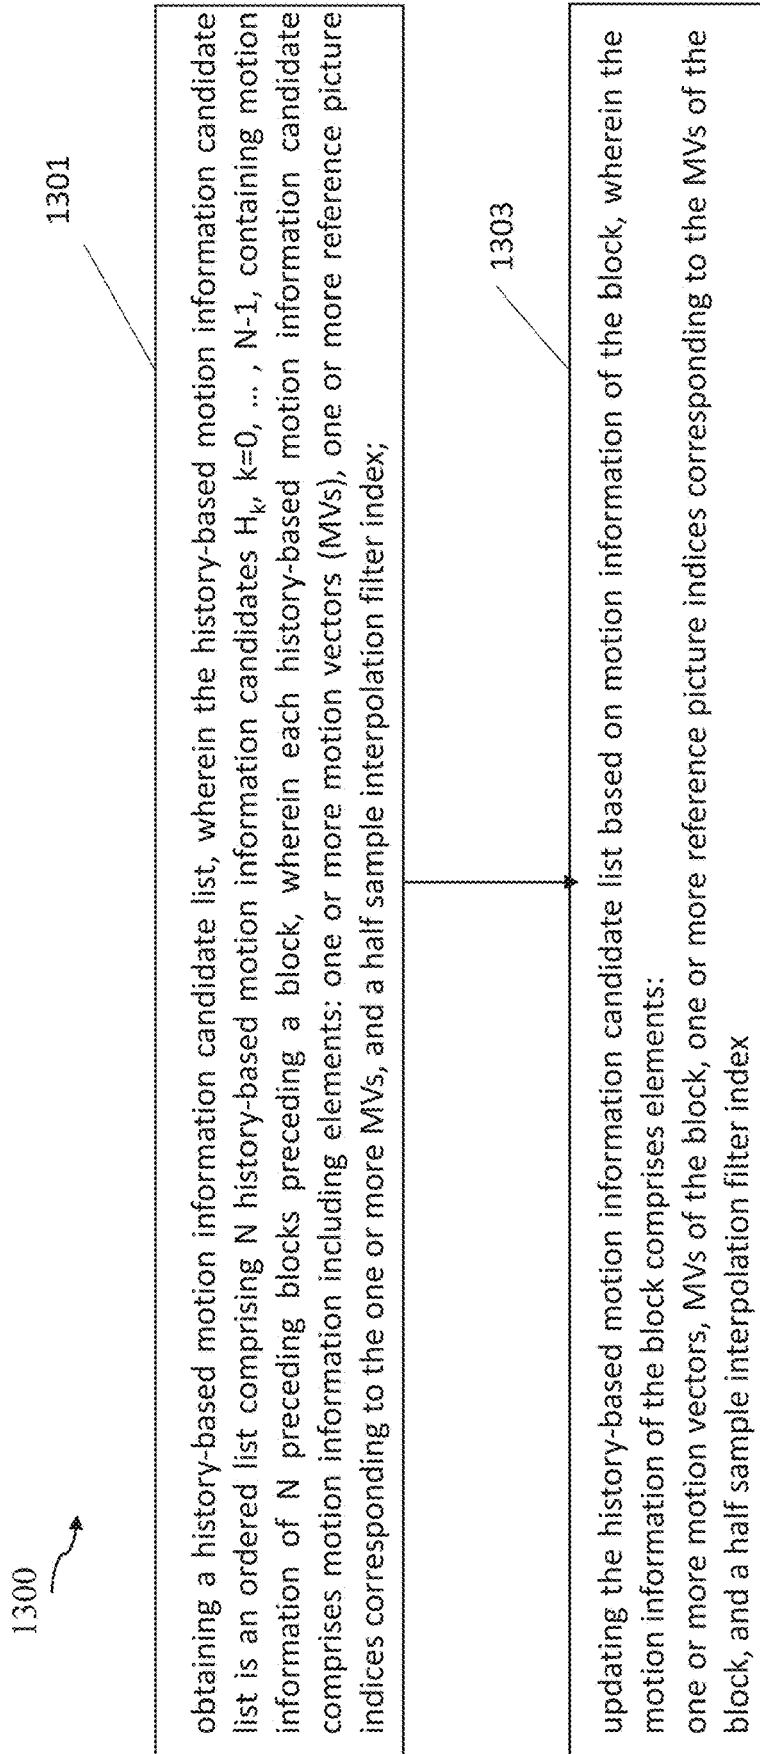 1300
1301
obtaining a history-based motion information candidate list, wherein the history-based motion information candidate
list is an ordered list comprising N history-based motion information candidates Hk, k=0, ... , N-1, containing motion
information of N preceding blocks preceding a block, wherein each history-based motion information candidate
comprises motion information including elements: one or more motion vectors (MVs), one or more reference picture
indices corresponding to the one or more MVs, and a half sample interpolation filter index;
1303
updating the history-based motion information candidate list based on motion information of the block, wherein the
motion information of the block comprises elements:
one or more motion vectors, MVs of the block, one or more reference picture indices corresponding to the MVs of the
block, and a half sample interpolation filter index